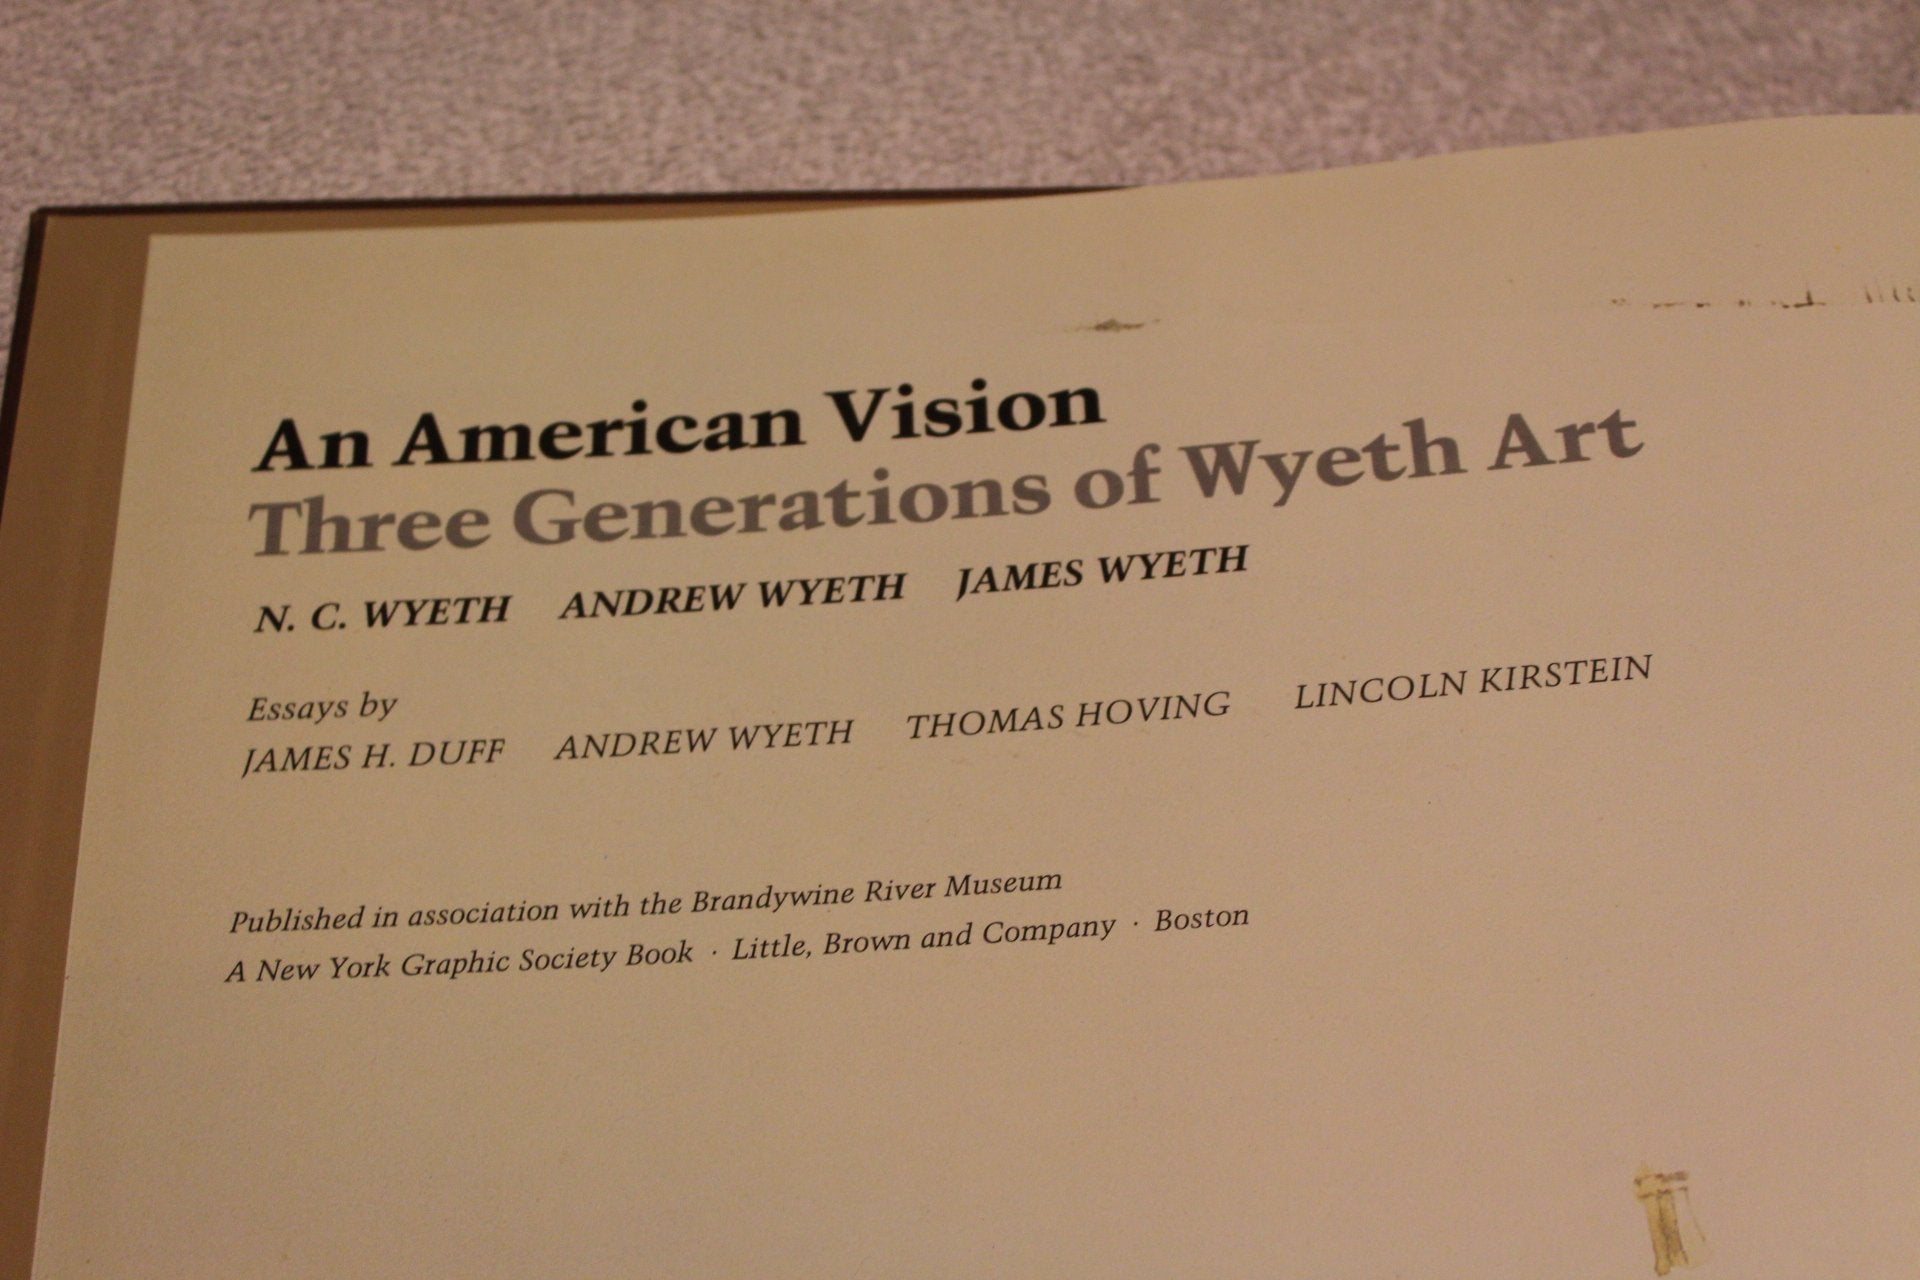 An American Vision
Three Generations of Wyeth Art
N. C. WYETH ANDREW WYETH JAMES WYETH
Essays by
JAMES H. DUFF ANDREW WYETH THOMAS HOVING LINCOLN KIRSTEIN
Published in association with the Brandywine River Museum
A New York Graphic Society Book · Little, Brown and Company · Boston